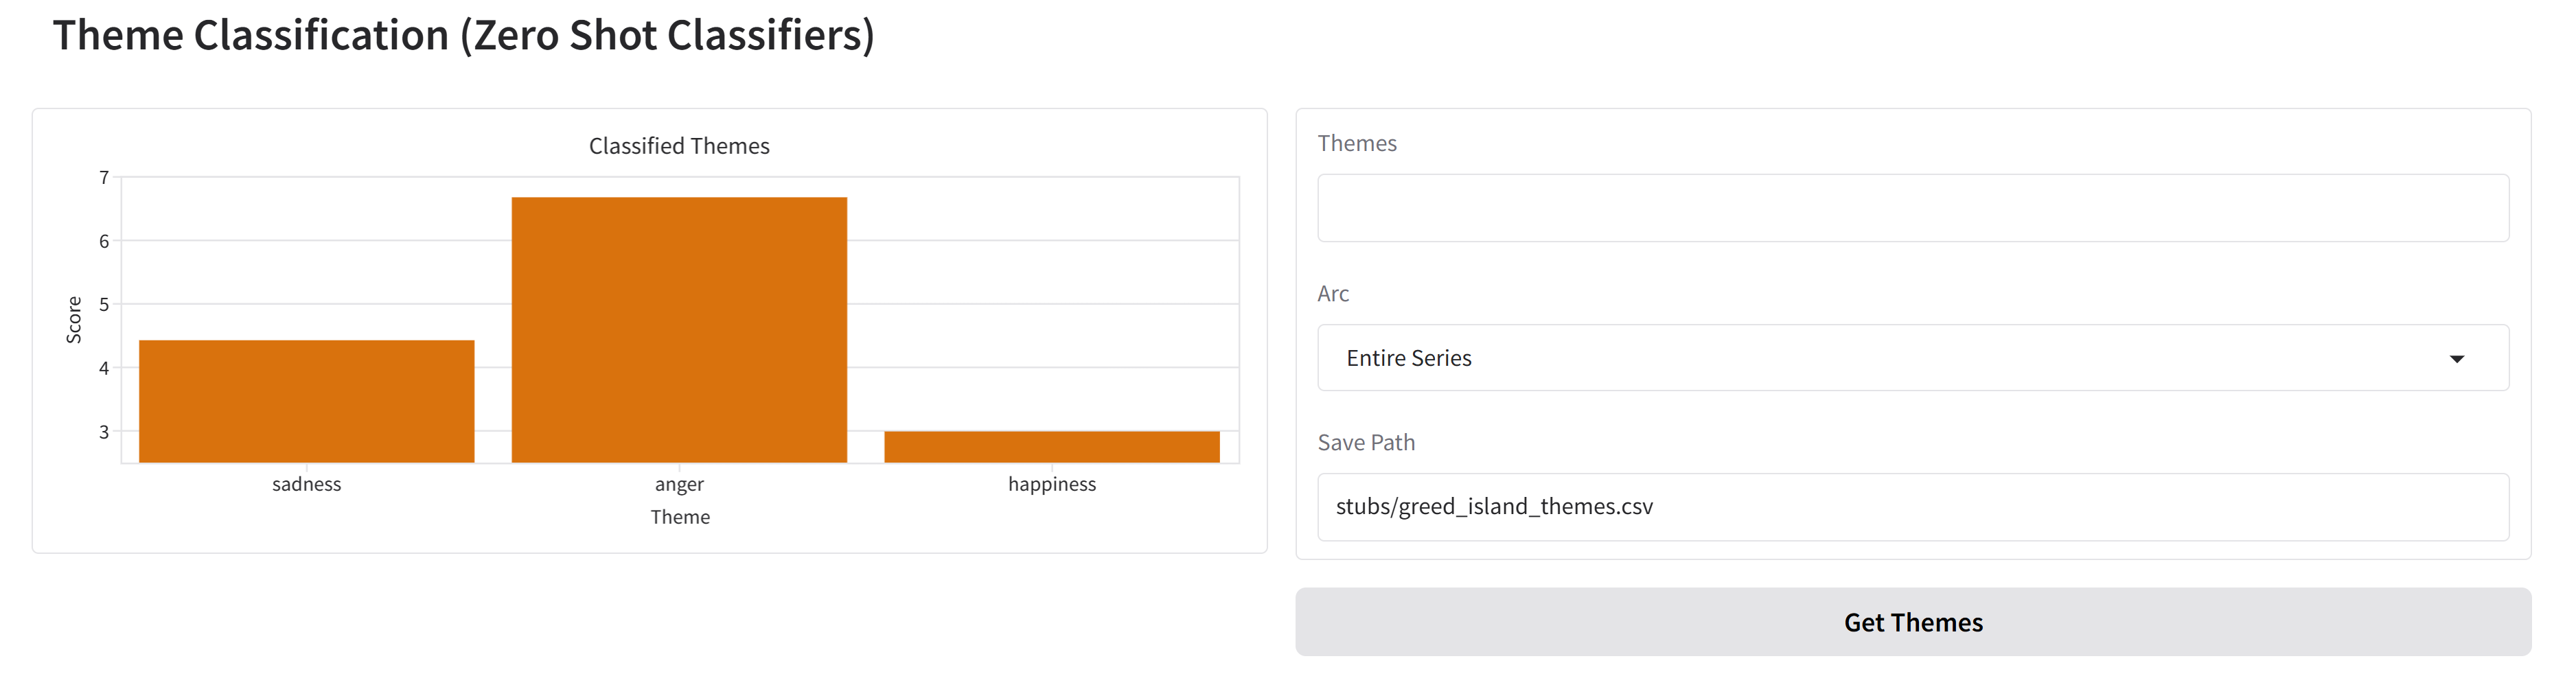 Theme Classification (Zero Shot Classifiers)
Classified Themes
7
6
5
4
3
Score
sadness
anger
happiness
Theme
Themes
Arc
Entire Series
Save Path
stubs/greed_island_themes.csv
Get Themes